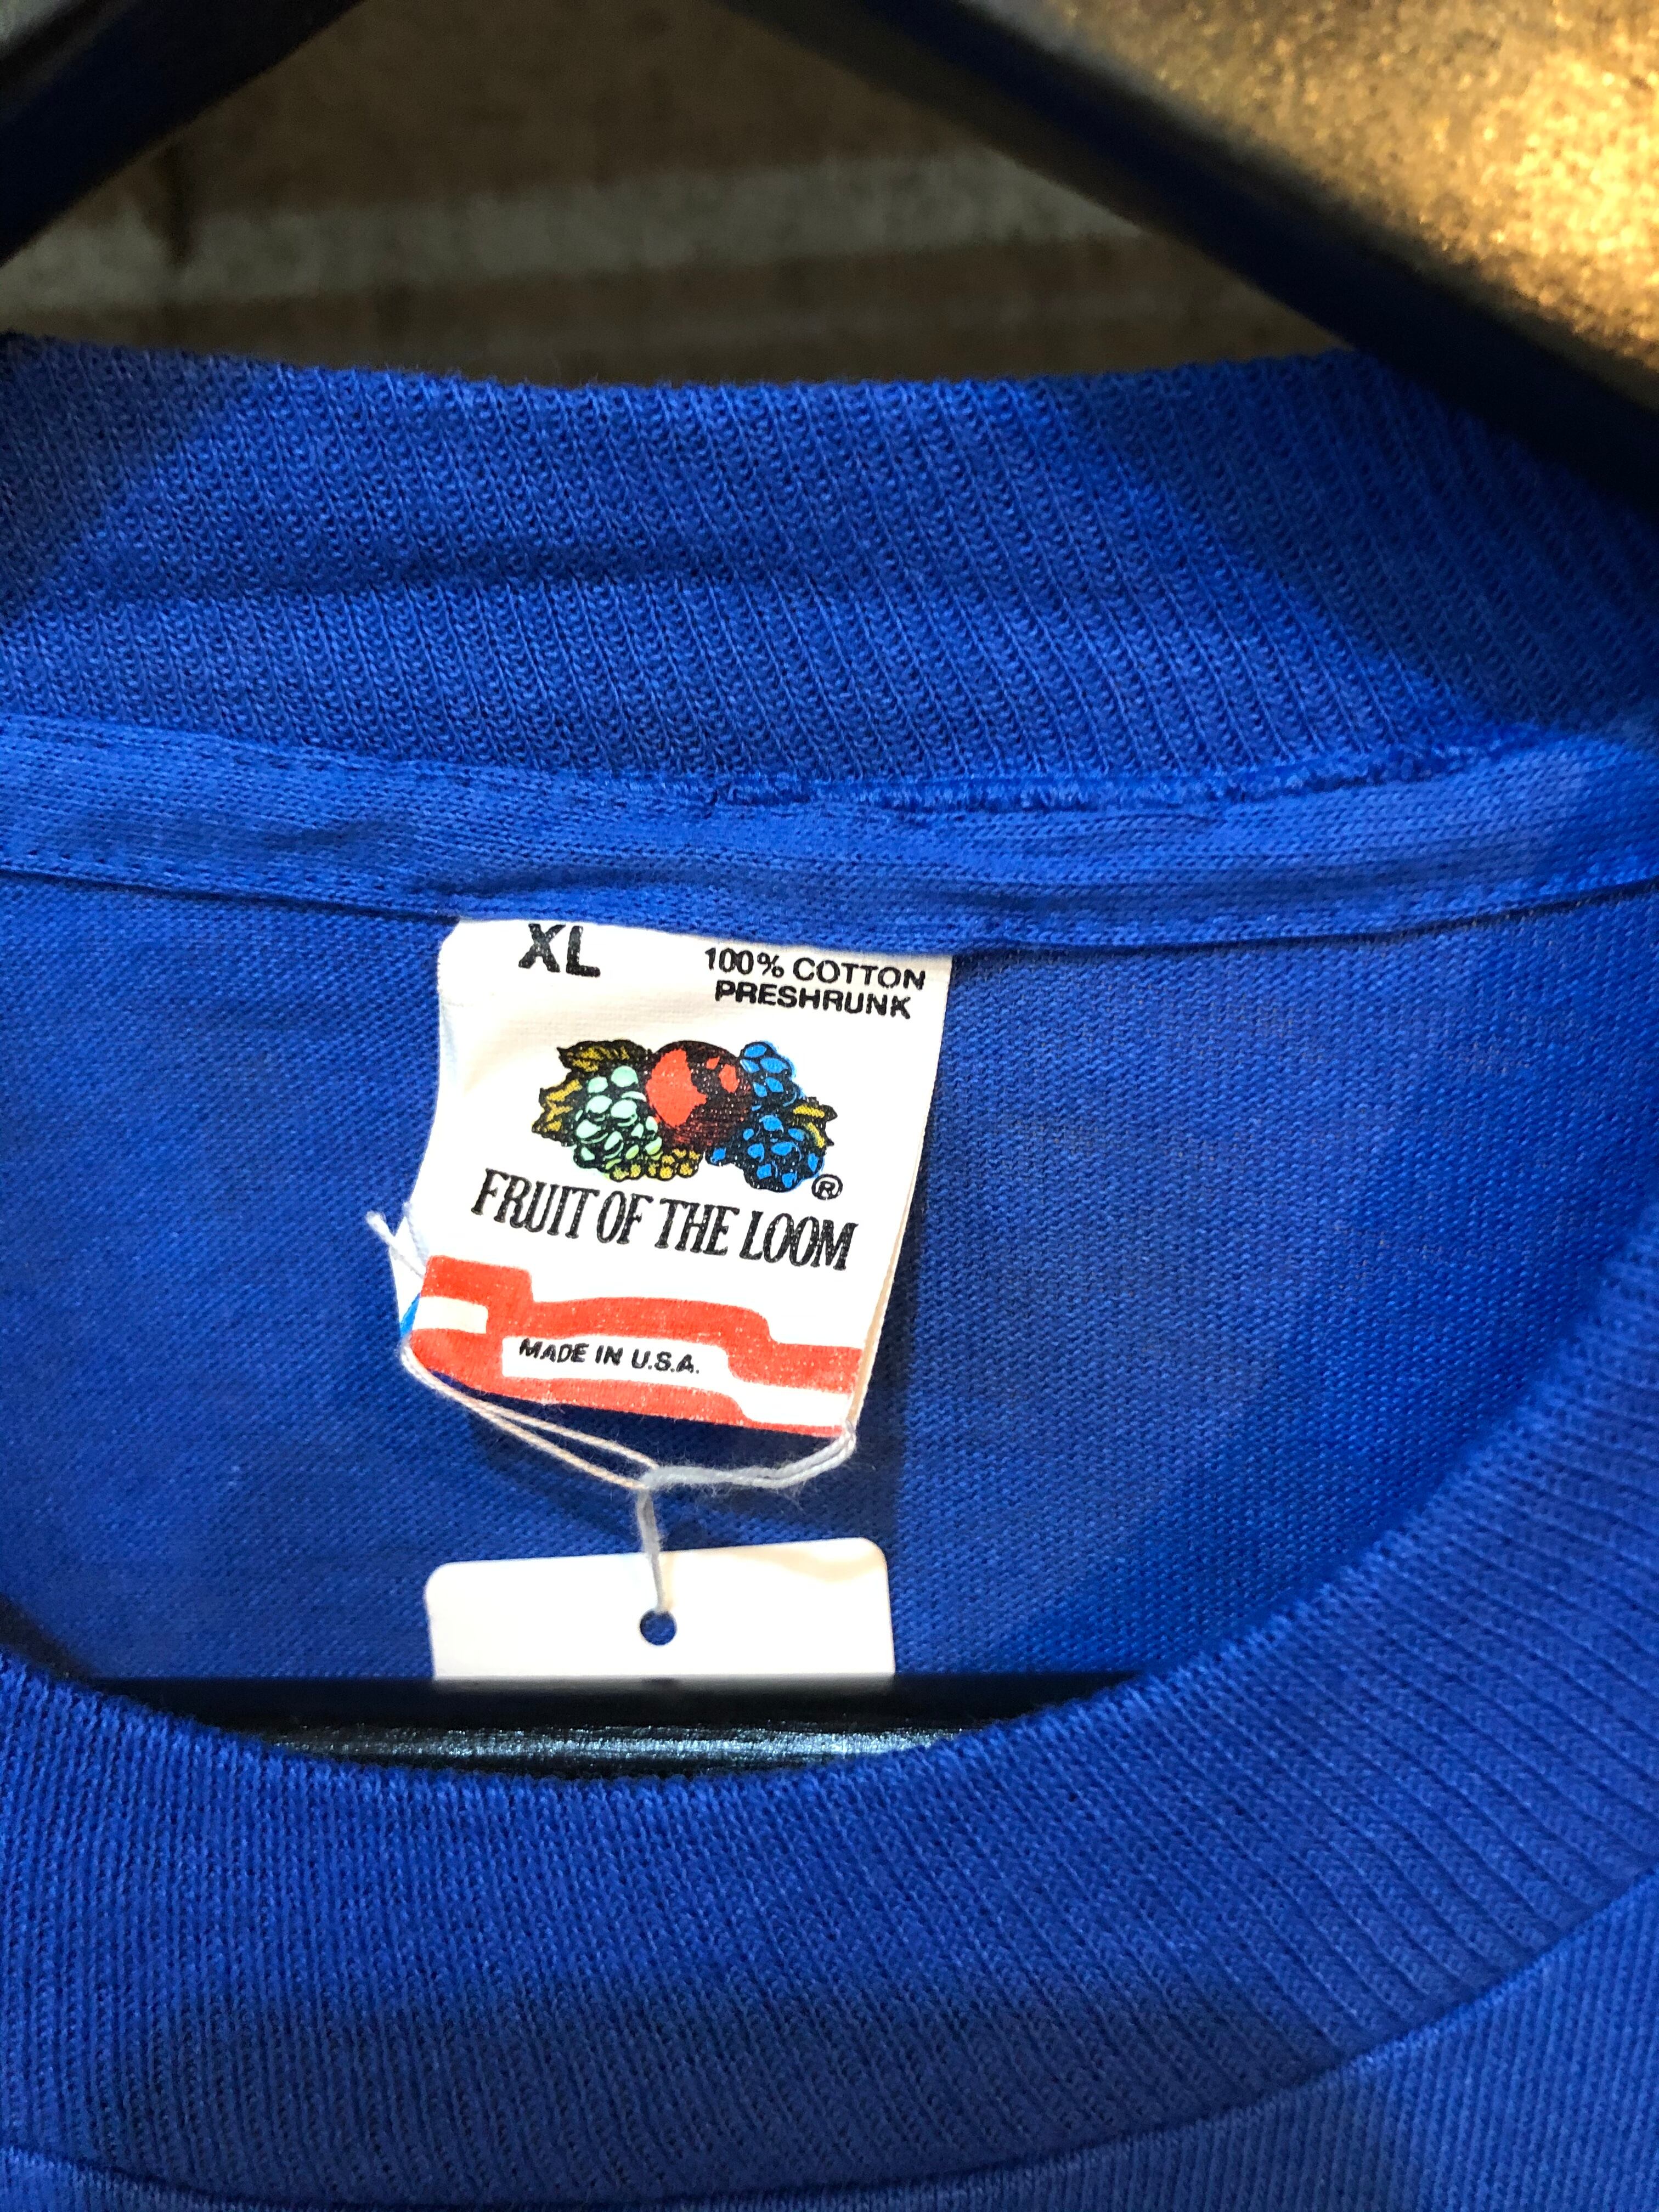 XL
100% COTTON
PRESHRUNK
®
FRUIT OF THE LOOM
MADE IN U.S.A.